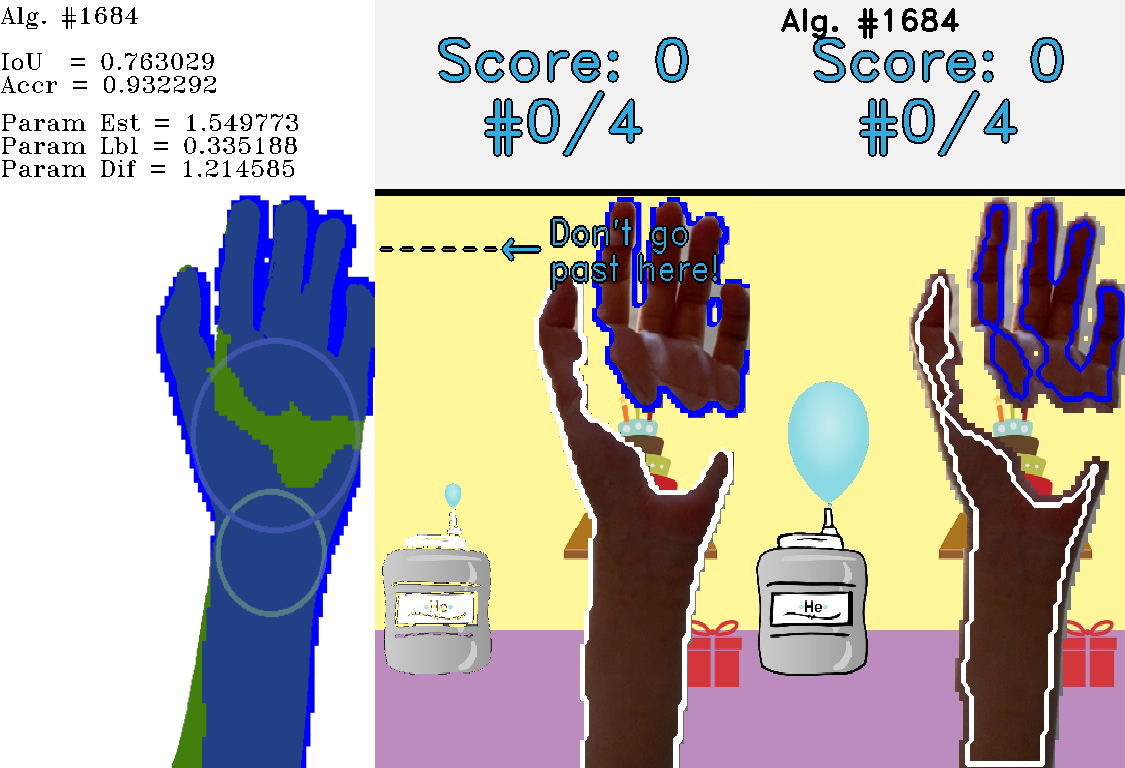 Alg. #1684
IoU = 0.763029
Accr = 0.932292
Param Est = 1.549773
Param Lbl = 0.335188
Param Dif = 1.214585
Score: 0
#0/4
Don't go
past here!
He
Alg. #1684
Score: 0
#0/4
He